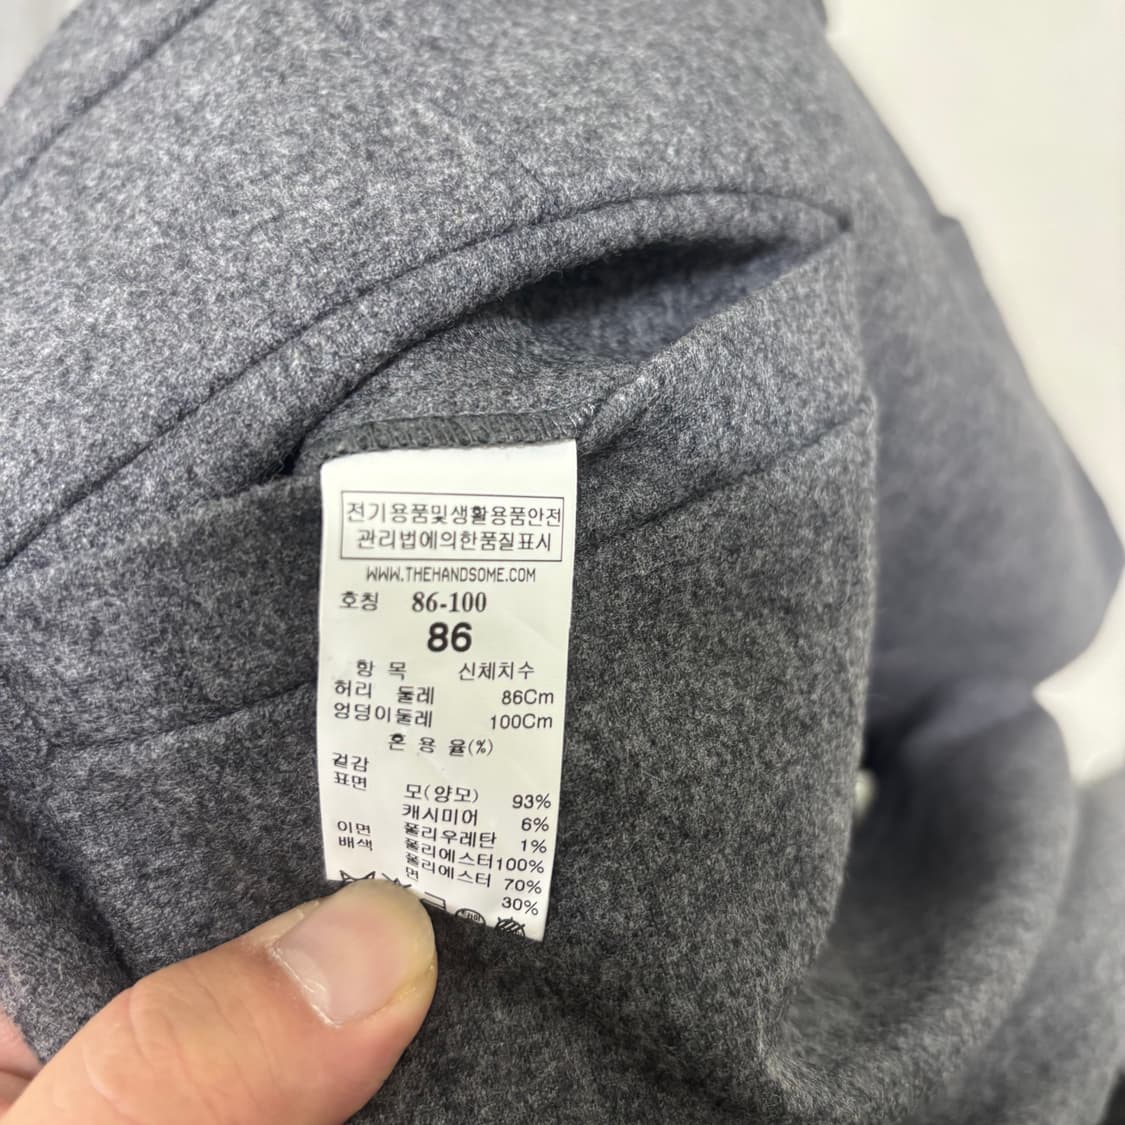 전기용품및생활용품안전
관리법에의한품질표시
WWW.THEHANDSOME.COM
호칭 86-100
86
항 목 신체치수
허리 둘레 86Cm
엉덩이둘레 100Cm
혼 용 율(%)
겉감
표면 모(양모) 93%
캐시미어 6%
폴리우레탄 1%
이면 폴리에스터 100%
배색 폴리에스터 70%
면 30%